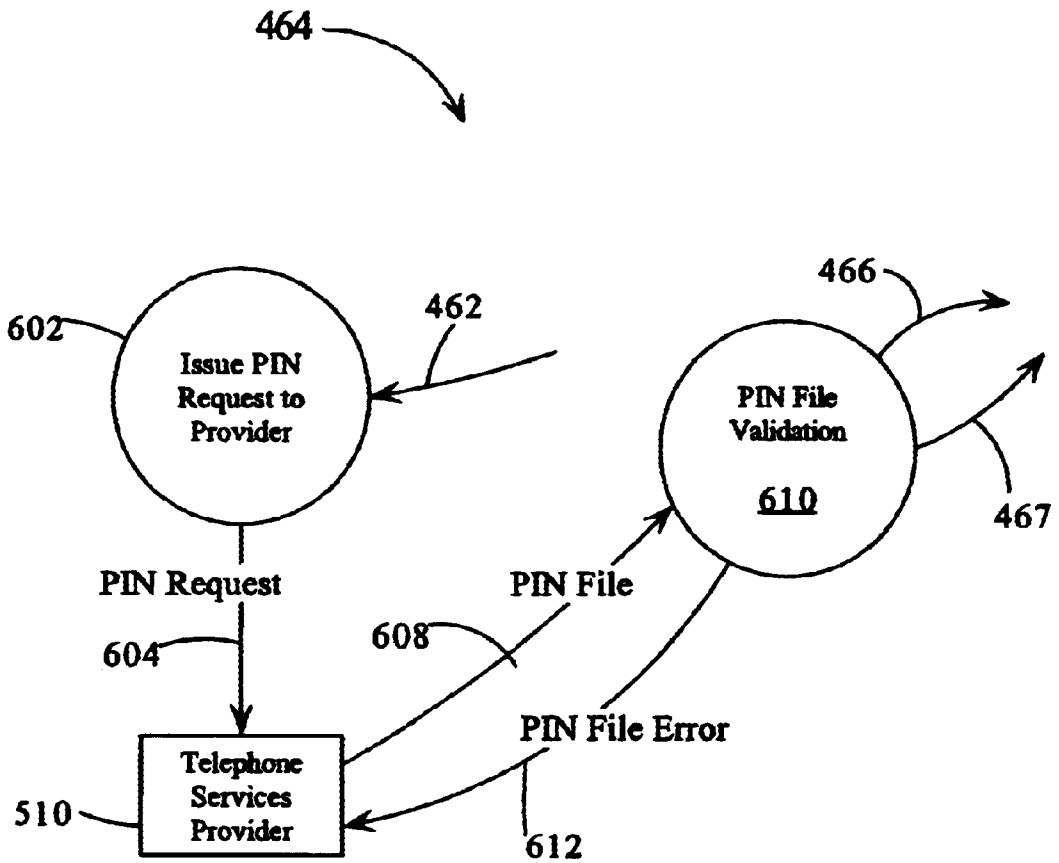 464
602
Issue PIN
Request to
Provider
462
466
PIN File
Validation
610
467
PIN Request
604
PIN File
608
PIN File Error
612
510
Telephone
Services
Provider